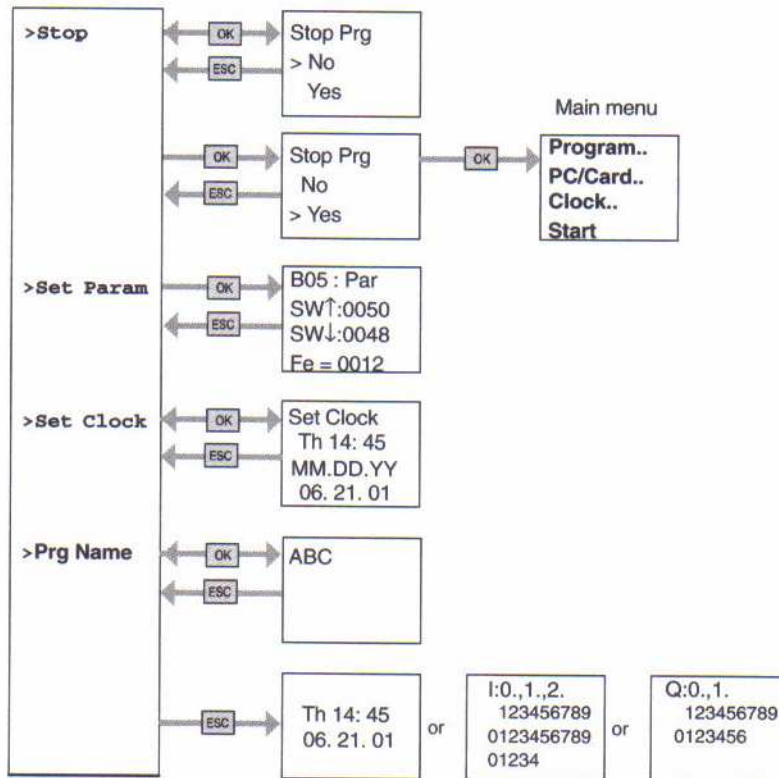 >Stop
OK
ESC
Stop Prg
> No
Yes
OK
ESC
Stop Prg
No
> Yes
OK
Main menu
Program..
PC/Card..
Clock..
Start
>Set Param
OK
ESC
B05 : Par
SW↑:0050
SW↓:0048
Fe = 0012
>Set Clock
OK
ESC
Set Clock
Th 14: 45
MM.DD.YY
06. 21. 01
>Prg Name
OK
ESC
ABC
ESC
Th 14: 45
06. 21. 01
or
I:0.,1.,2.
123456789
0123456789
01234
or
Q:0.,1.
123456789
0123456